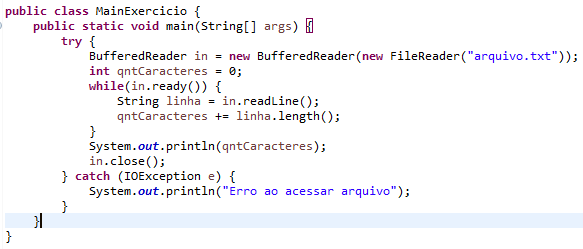 public class MainExercicio {
    public static void main(String[] args) {
        try {
            BufferedReader in = new BufferedReader(new FileReader("arquivo.txt"));
            int qntCaracteres = 0;
            while(in.ready()) {
                String linha = in.readLine();
                qntCaracteres += linha.length();
            }
            System.out.println(qntCaracteres);
            in.close();
        } catch (IOException e) {
            System.out.println("Erro ao acessar arquivo");
        }
    }
}